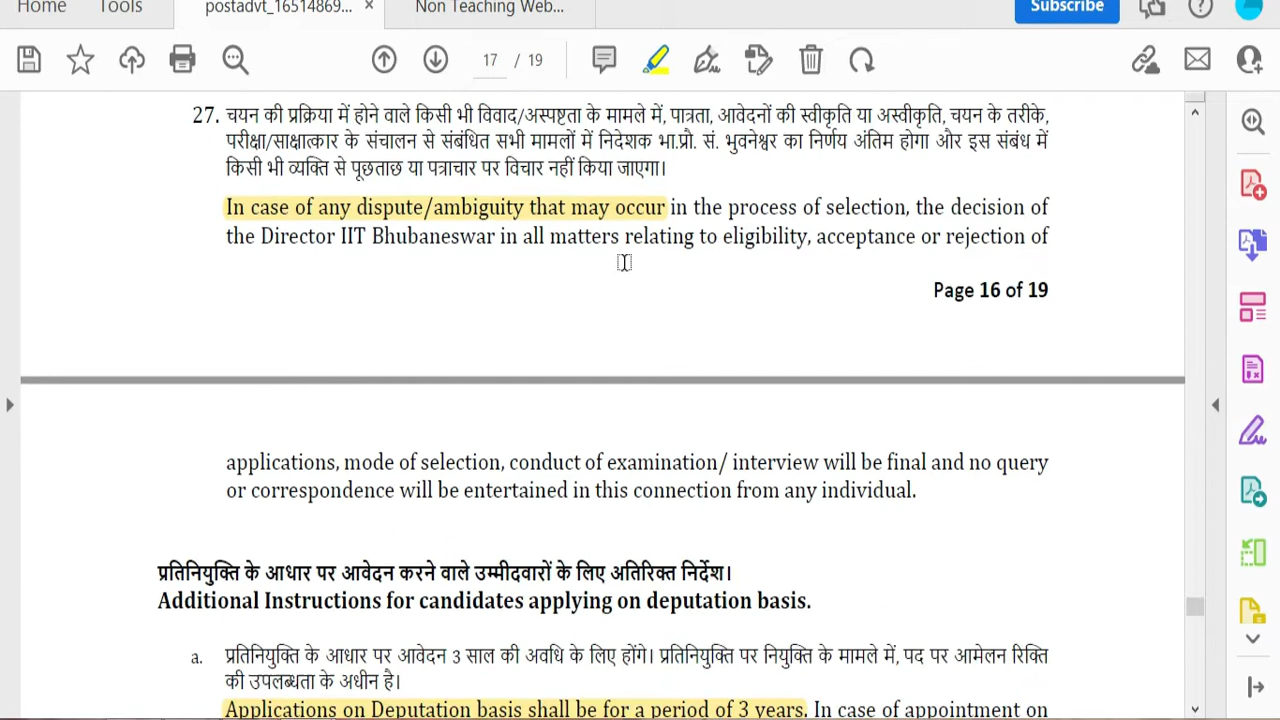 Home Tools postadvt_16514869... × Non Teaching Web... Subscribe
17 / 19
27. चयन की प्रक्रिया में होने वाले किसी भी विवाद/अस्पष्टता के मामले में, पात्रता, आवेदनों की स्वीकृति या अस्वीकृति, चयन के तरीके,
परीक्षा/साक्षात्कार के संचालन से संबंधित सभी मामलों में निदेशक भा.प्रौ. सं. भुवनेश्वर का निर्णय अंतिम होगा और इस संबंध में
किसी भी व्यक्ति से पूछताछ या पत्राचार पर विचार नहीं किया जाएगा।
In case of any dispute/ambiguity that may occur in the process of selection, the decision of
the Director IIT Bhubaneswar in all matters relating to eligibility, acceptance or rejection of
Page 16 of 19
applications, mode of selection, conduct of examination/ interview will be final and no query
or correspondence will be entertained in this connection from any individual.
प्रतिनियुक्ति के आधार पर आवेदन करने वाले उम्मीदवारों के लिए अतिरिक्त निर्देश।
Additional Instructions for candidates applying on deputation basis.
a. प्रतिनियुक्ति के आधार पर आवेदन 3 साल की अवधि के लिए होंगे। प्रतिनियुक्ति पर नियुक्ति के मामले में, पद पर आमेलन रिक्ति
की उपलब्धता के अधीन है।
Applications on Deputation basis shall be for a period of 3 years. In case of appointment on